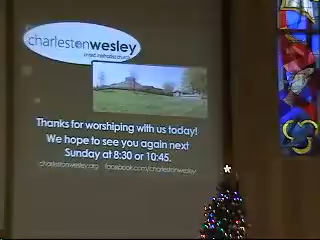 charlestonwesley
united methodist church
Thanks for worshiping with us today!
We hope to see you again next
Sunday at 8:30 or 10:45.
charlestonwesley.org facebook.com/charlestonwesley